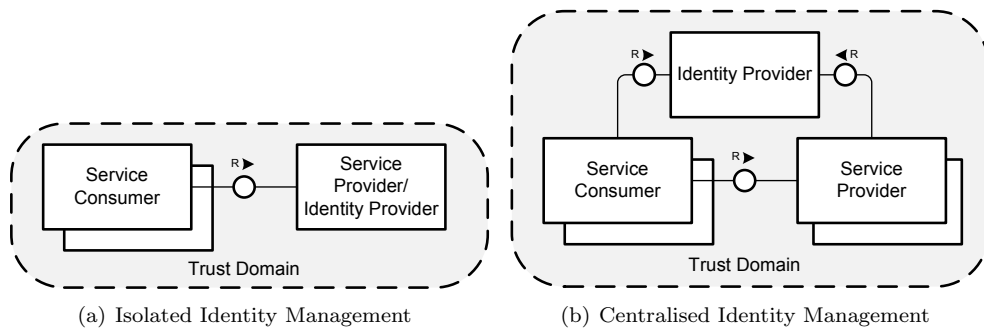 R
Service
Consumer
Service
Provider/
Identity Provider
Trust Domain
(a) Isolated Identity Management
R
Identity Provider
R
Service
Consumer
R
Service
Provider
Trust Domain
(b) Centralised Identity Management